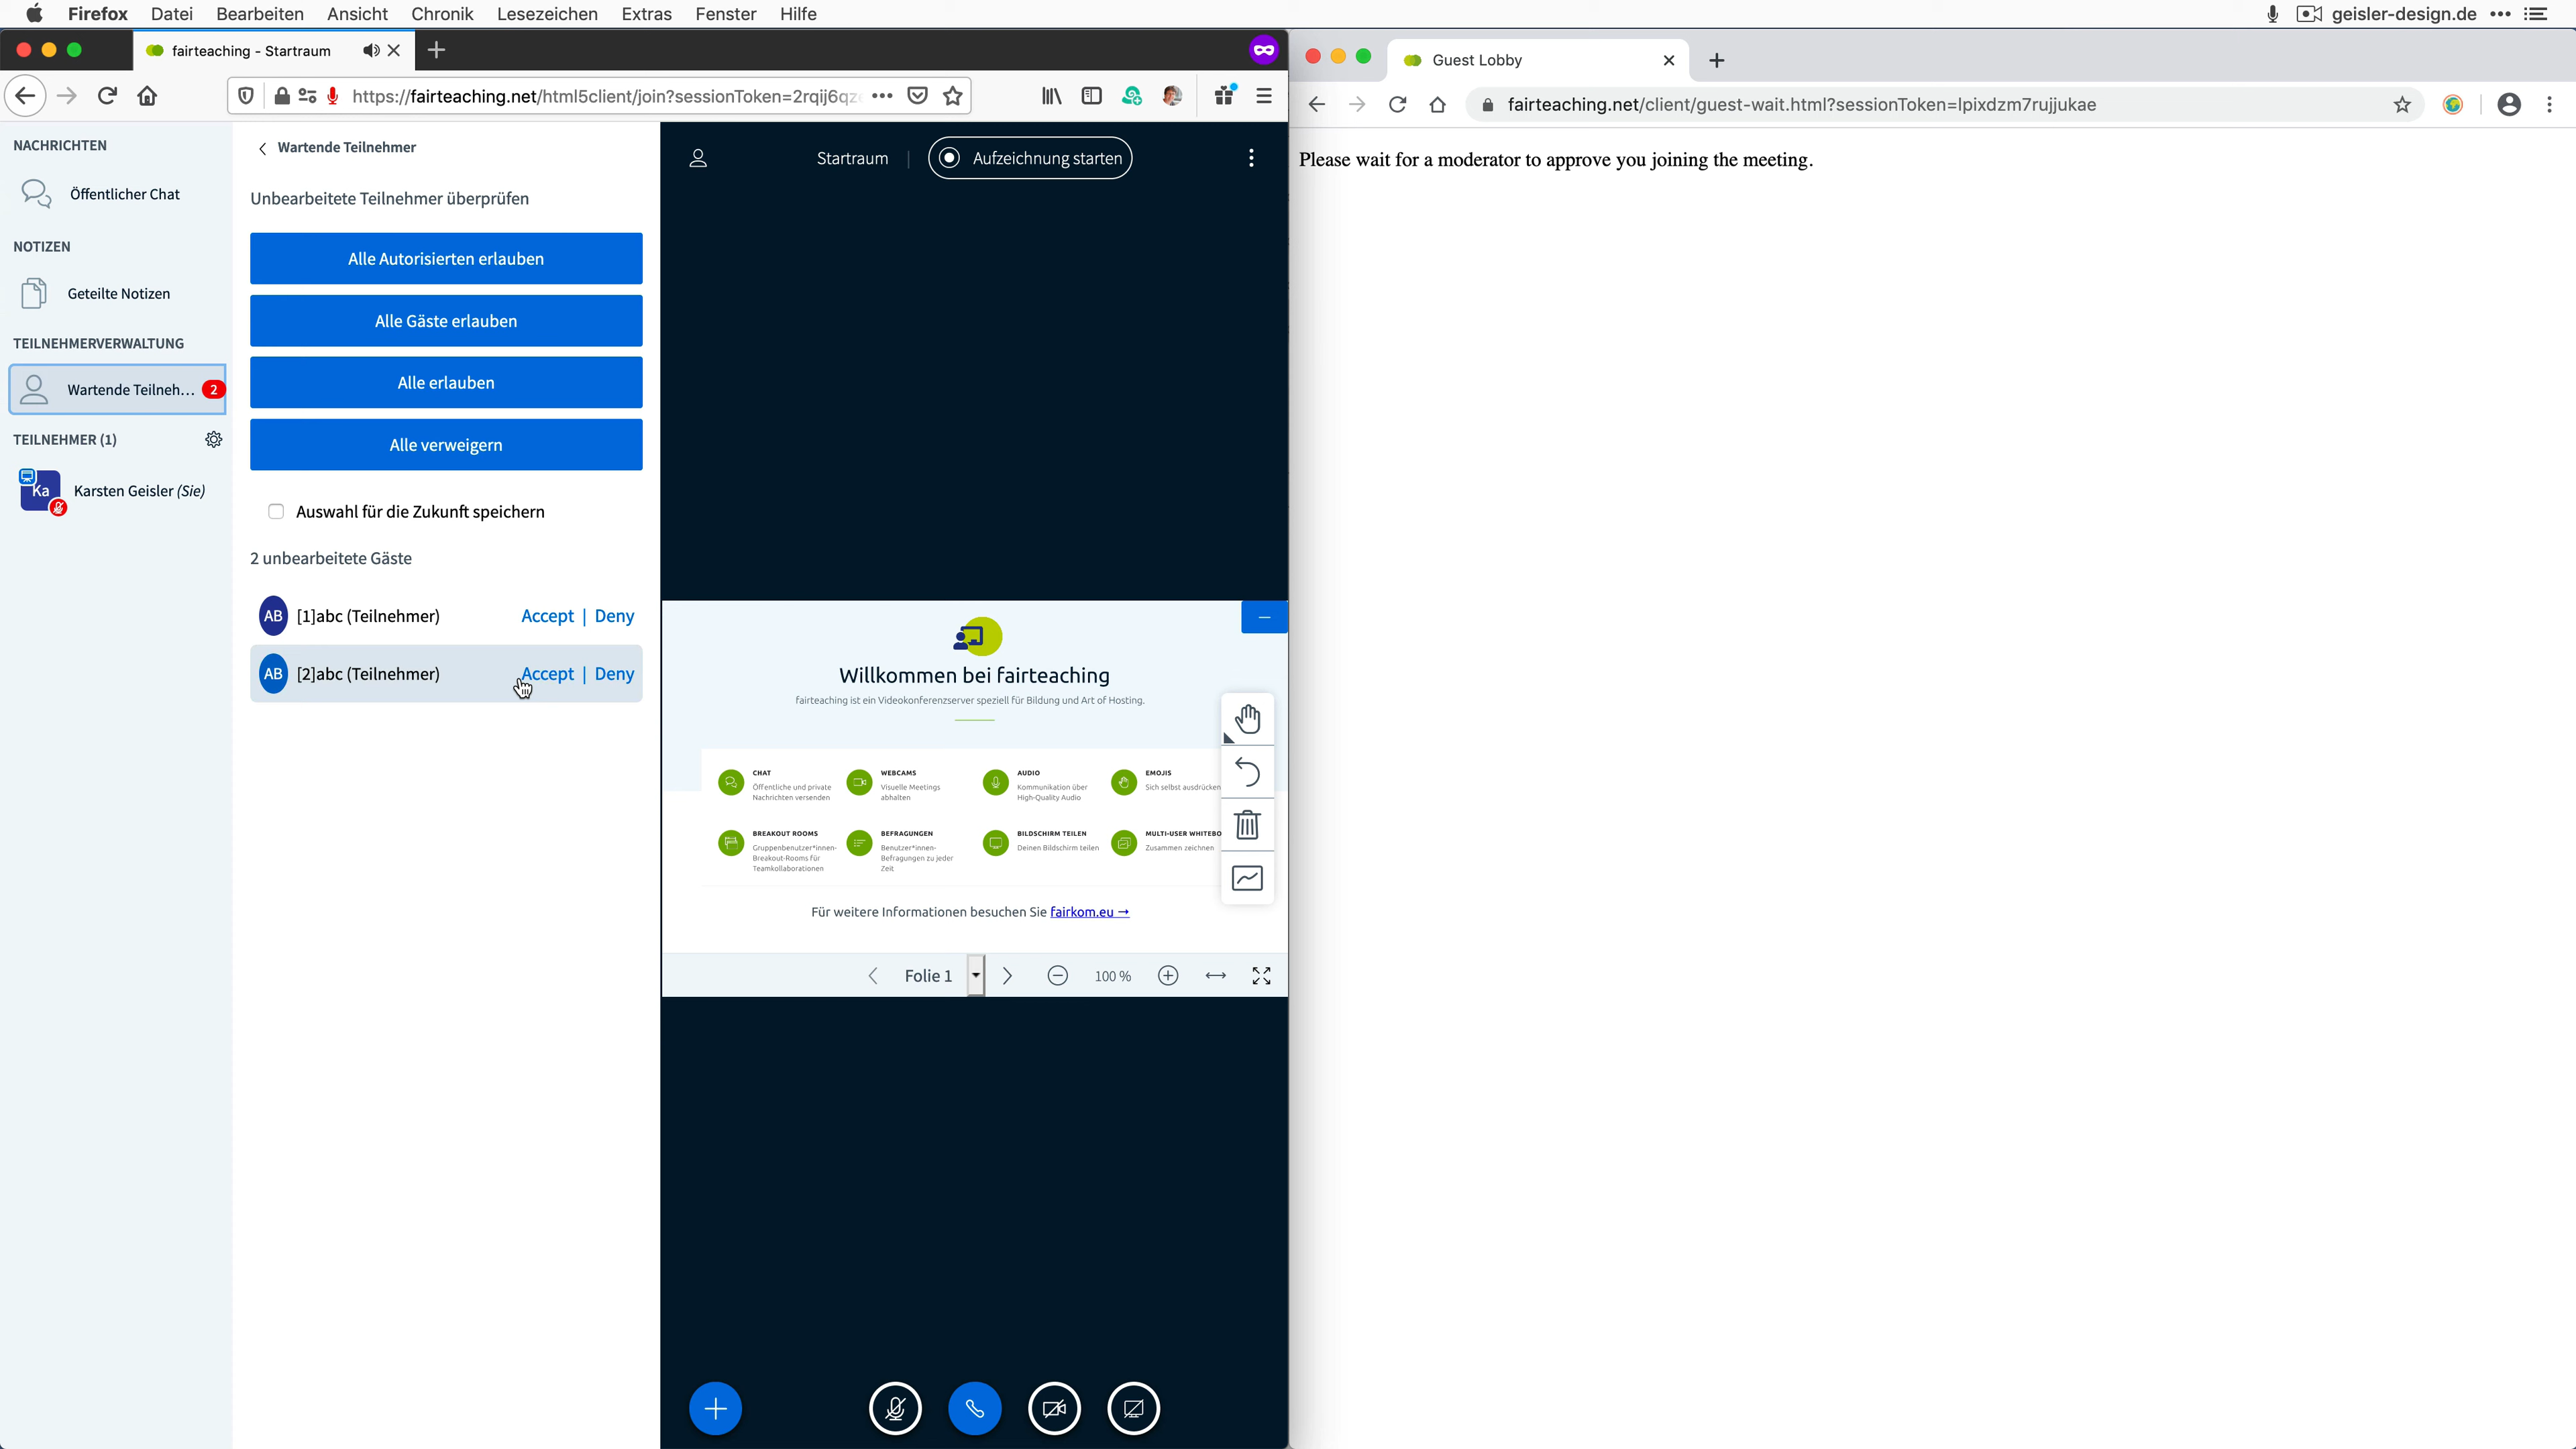 Firefox Datei Bearbeiten Ansicht Chronik Lesezeichen Extras Fenster Hilfe
geisler-design.de
fairteaching - Startraum
https://fairteaching.net/html5client/join?sessionToken=2rqij6qz
NACHRICHTEN
Öffentlicher Chat
NOTIZEN
Geteilte Notizen
TEILNEHMERVERWALTUNG
Wartende Teilneh... 2
TEILNEHMER (1)
Ka Karsten Geisler (Sie)
Wartende Teilnehmer
Unbearbeitete Teilnehmer überprüfen
Alle Autorisierten erlauben
Alle Gäste erlauben
Alle erlauben
Alle verweigern
Auswahl für die Zukunft speichern
2 unbearbeitete Gäste
AB [1]abc (Teilnehmer) Accept | Deny
AB [2]abc (Teilnehmer) Accept | Deny
Startraum | Aufzeichnung starten
Willkommen bei fairteaching
fairteaching ist ein Videokonferenzserver speziell für Bildung und Art of Hosting.
CHAT
Öffentliche und private
Nachrichten versenden
WEBCAMS
Visuelle Meetings
abhalten
AUDIO
Kommunikation über
High-Quality Audio
EMOJIS
Sich selbst ausdrücken
BREAKOUT ROOMS
Gruppenbenutzer*innen-
Breakout-Rooms für
Teamkollaborationen
BEFRAGUNGEN
Benutzer*innen-
Befragungen zu jeder
Zeit
BILDSCHIRM TEILEN
Deinen Bildschirm teilen
MULTI-USER WHITEBO
Zusammen zeichnen
Für weitere Informationen besuchen Sie fairkom.eu →
Folie 1
100 %
Guest Lobby
fairteaching.net/client/guest-wait.html?sessionToken=lpixdzm7rujjukae
Please wait for a moderator to approve you joining the meeting.